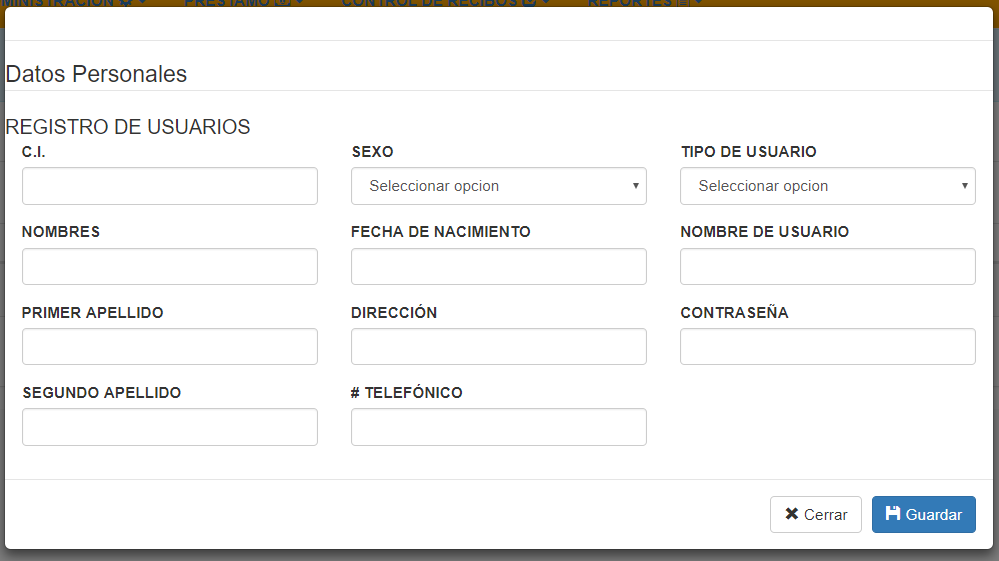 MINISTRACIÓN PRÉSTAMO CONTROL DE RECIBOS REPORTES
Datos Personales
REGISTRO DE USUARIOS
C.I. SEXO TIPO DE USUARIO
Seleccionar opcion Seleccionar opcion
NOMBRES FECHA DE NACIMIENTO NOMBRE DE USUARIO
PRIMER APELLIDO DIRECCIÓN CONTRASEÑA
SEGUNDO APELLIDO # TELEFÓNICO
Cerrar Guardar